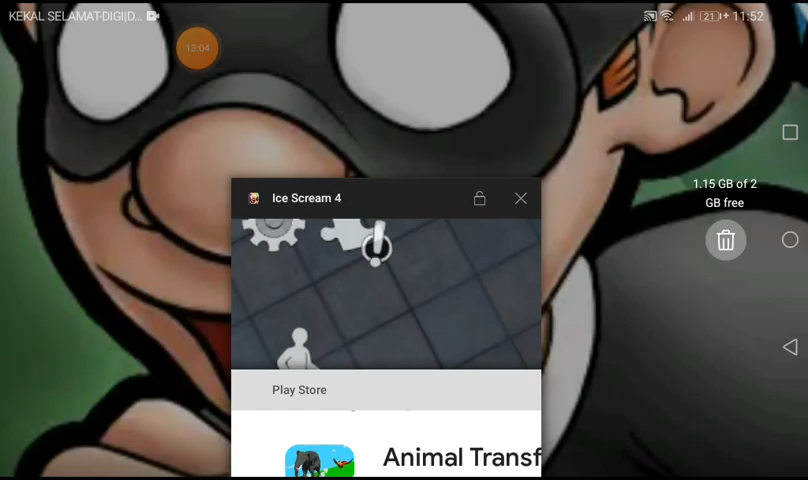 KEKAL SELAMAT-DIGI|D...
21
11:52
13:04
Ice Scream 4
1.15 GB of 2
GB free
Play Store
Animal Transf